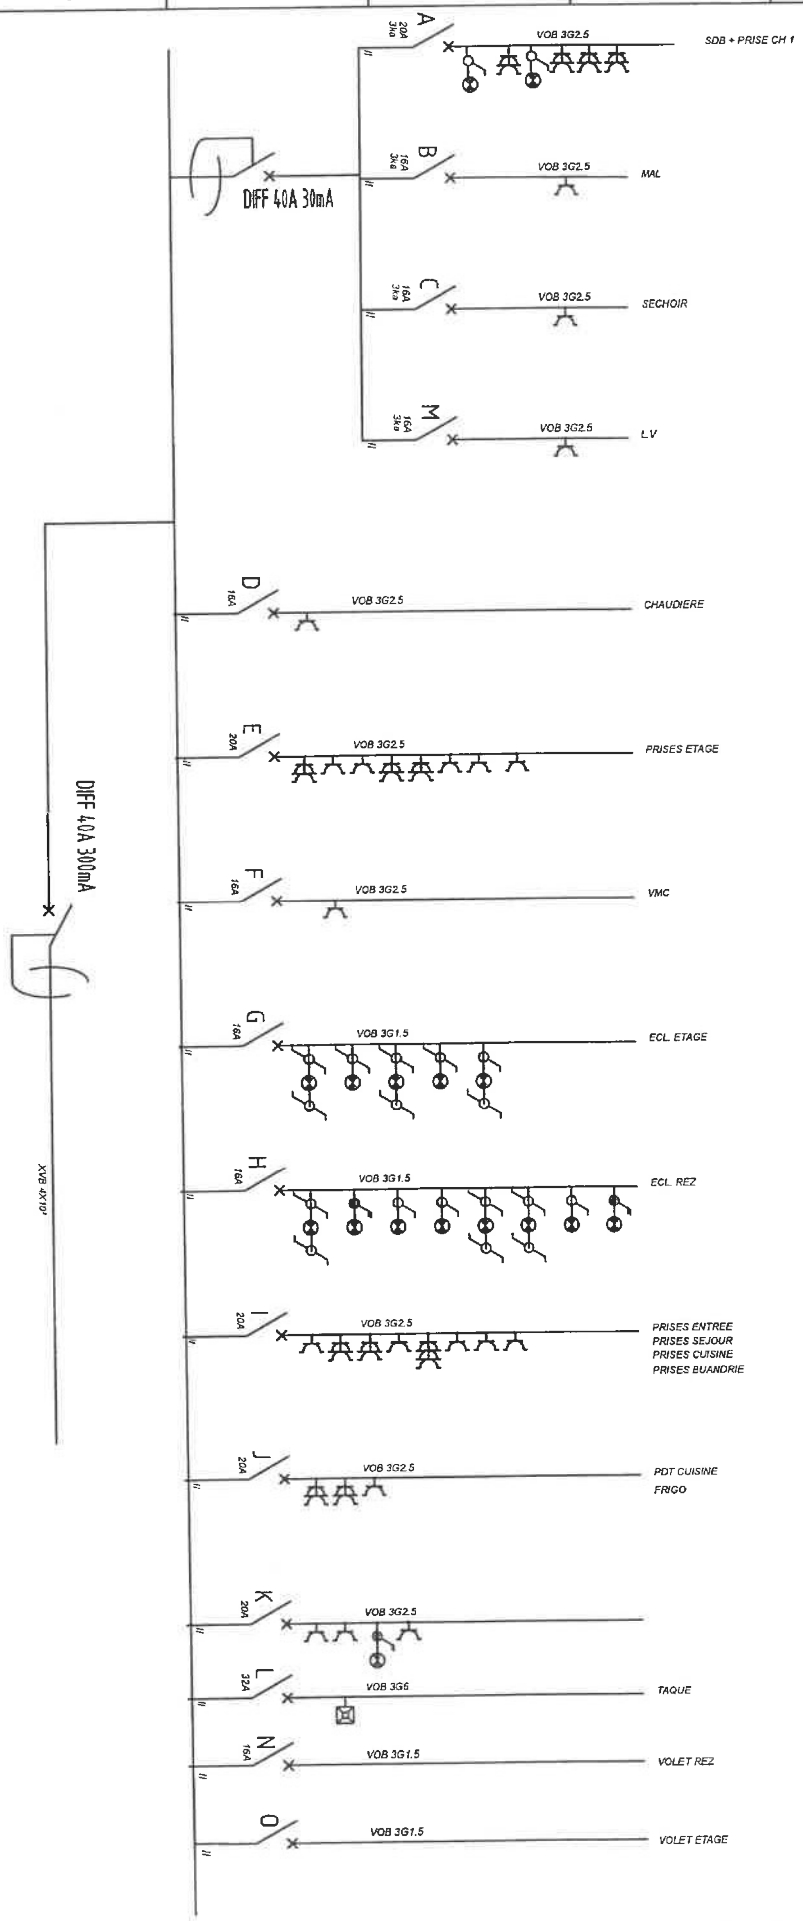 A
20A
3ka
VOB 3G2.5
SDB + PRISE CH 1
DIFF 40A 30mA
B
16A
3ka
VOB 3G2.5
MAL
C
16A
3ka
VOB 3G2.5
SECHOIR
M
16A
3ka
VOB 3G2.5
LV
D
16A
VOB 3G2.5
CHAUDIERE
E
20A
VOB 3G2.5
PRISES ETAGE
DIFF 40A 300mA
F
16A
VOB 3G2.5
VMC
G
16A
VOB 3G1.5
ECL. ETAGE
XVB 4X10²
H
16A
VOB 3G1.5
ECL. REZ
I
20A
VOB 3G2.5
PRISES ENTREE
PRISES SEJOUR
PRISES CUISINE
PRISES BUANDRIE
J
20A
VOB 3G2.5
PDT CUISINE
FRIGO
K
20A
VOB 3G2.5
L
32A
VOB 3G6
TAQUE
N
16A
VOB 3G1.5
VOLET REZ
O
VOB 3G1.5
VOLET ETAGE